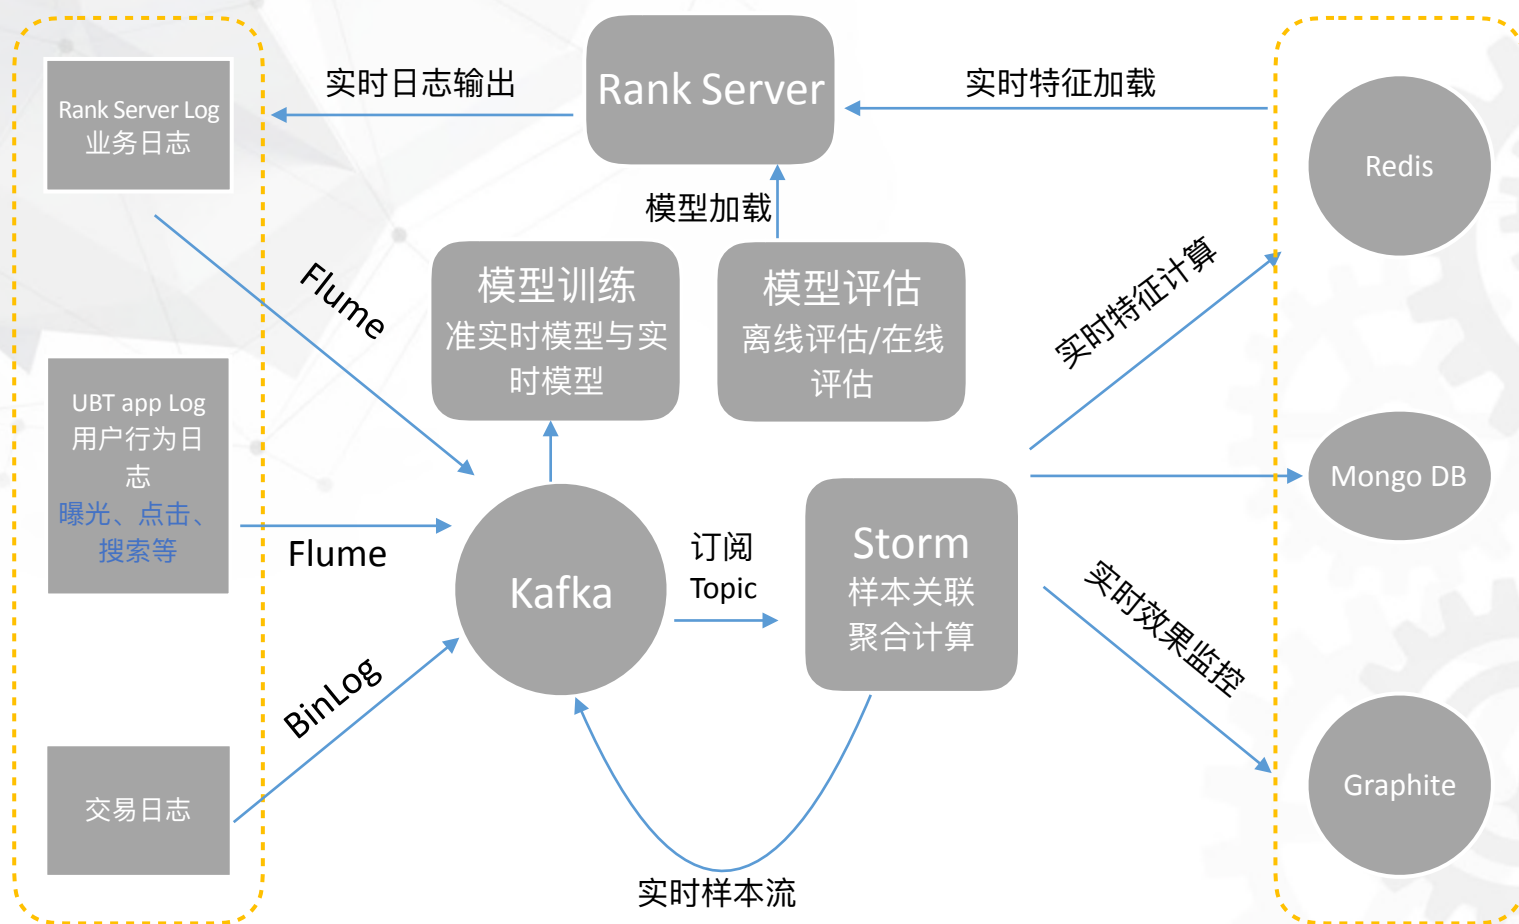 实时日志输出
Rank Server
实时特征加载
Rank Server Log
业务日志
Redis
模型加载
Flume
模型训练
准实时模型与实
时模型
模型评估
离线评估/在线
评估
实时特征计算
UBT app Log
用户行为日
志
曝光、点击、
搜索等
Flume
Kafka
订阅
Topic
Storm
样本关联
聚合计算
Mongo DB
实时效果监控
BinLog
交易日志
Graphite
实时样本流